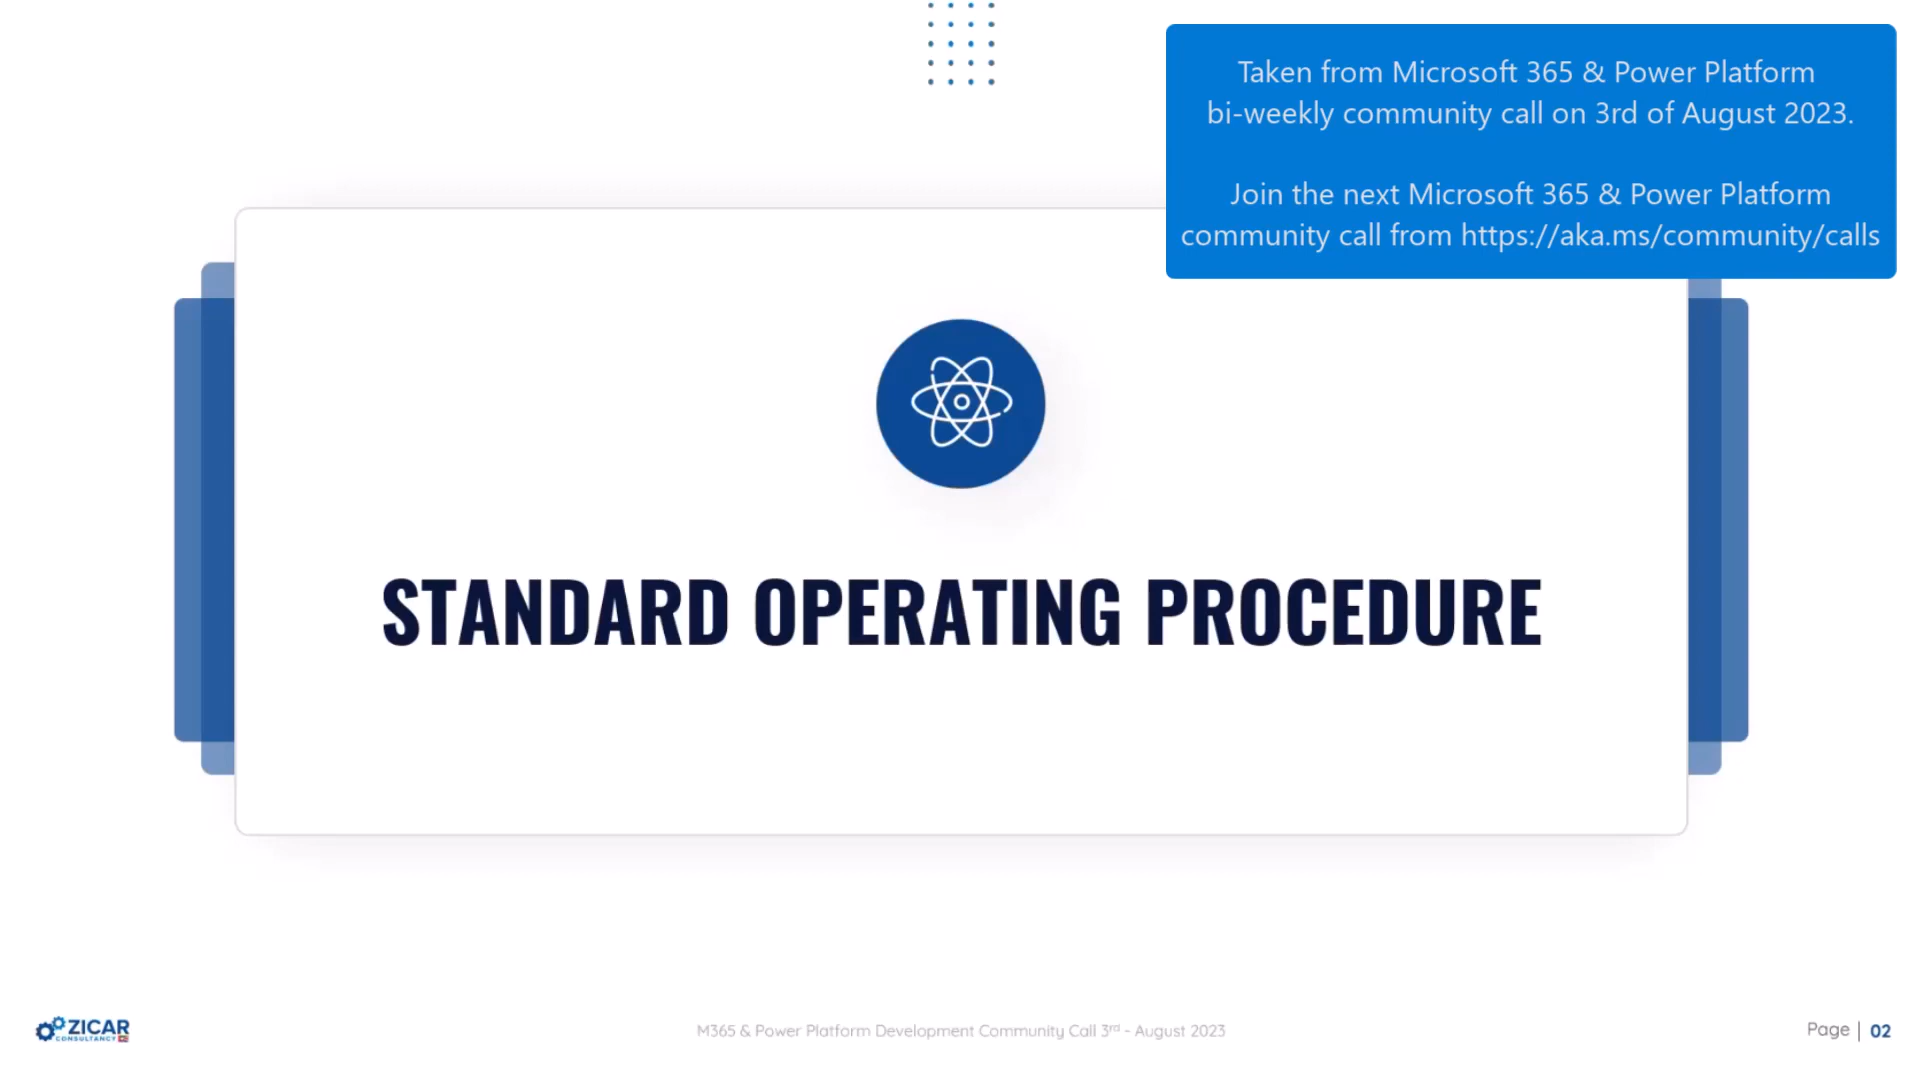 Taken from Microsoft 365 & Power Platform
bi-weekly community call on 3rd of August 2023.
Join the next Microsoft 365 & Power Platform
community call from https://aka.ms/community/calls
STANDARD OPERATING PROCEDURE
ZICAR
CONSULTANCY
M365 & Power Platform Development Community Call 3rd - August 2023
Page | 02